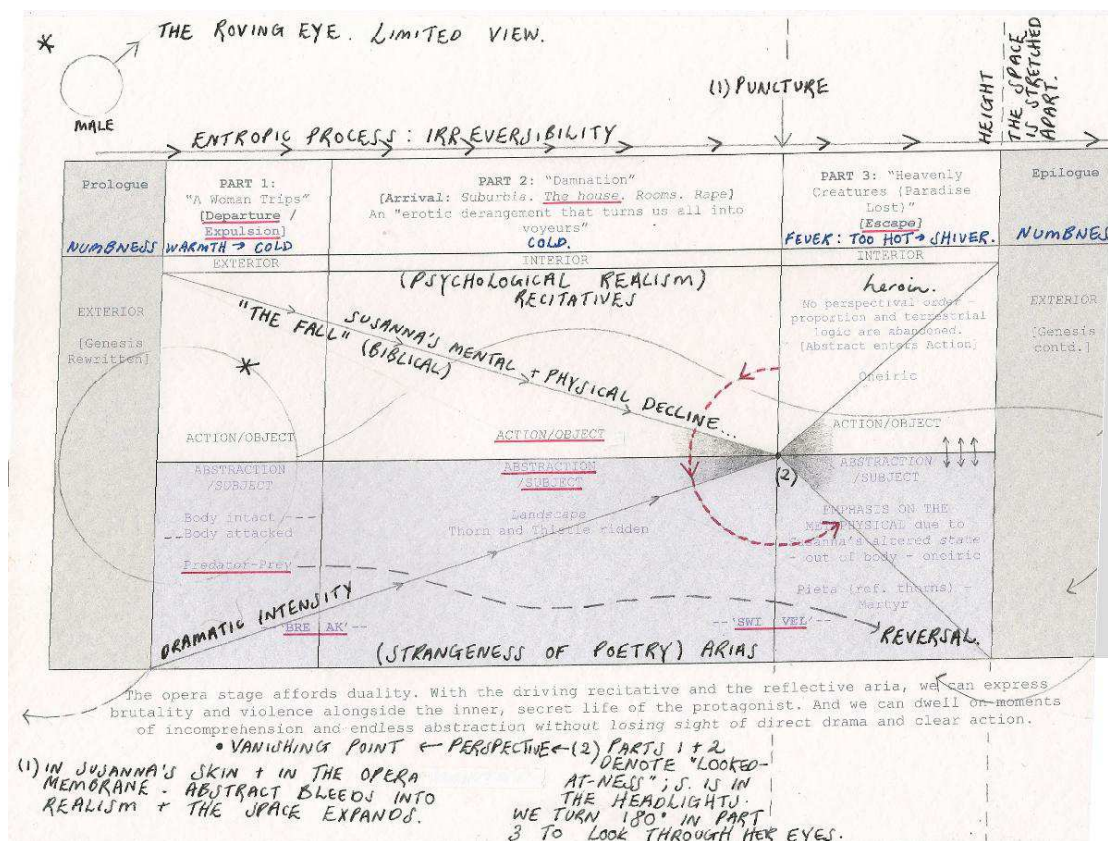 * THE ROVING EYE. LIMITED VIEW.
MALE
(1) PUNCTURE
HEIGHT
THE SPACE
IS STRETCHED
APART.
ENTROPIC PROCESS : IRREVERSIBILITY
Prologue
NUMBNESS
PART 1:
"A Woman Trips"
[Departure /
Expulsion]
WARMTH → COLD
PART 2: "Damnation"
[Arrival: Suburbia. The house. Rooms. Rape]
An "erotic derangement that turns us all into
voyeurs"
COLD.
PART 3: "Heavenly
Creatures {Paradise
Lost}"
[Escape]
FEVER: TOO HOT → SHIVER.
Epilogue
NUMBNESS
EXTERIOR
INTERIOR
INTERIOR
EXTERIOR
[Genesis
Rewritten]
(PSYCHOLOGICAL REALISM)
RECITATIVES
"THE FALL" (BIBLICAL)
SUSANNA'S MENTAL + PHYSICAL DECLINE...
heroin.
No perspectival order –
proportion and terrestrial
logic are abandoned.
[Abstract enters Action]
Oneiric
EXTERIOR
[Genesis
contd.]
*
ACTION/OBJECT
ACTION/OBJECT
ACTION/OBJECT
ABSTRACTION
/SUBJECT
ABSTRACTION
/SUBJECT
(2)
ABSTRACTION
/SUBJECT
Body intact /---
--Body attacked
Predator-Prey
Landscape
Thorn and Thistle ridden
EMPHASIS ON THE
METAPHYSICAL due to
Susanna's altered state
- out of body - oneiric
Pieta (ref. thorns) –
Martyr
DRAMATIC INTENSITY
--'BRE AK'--
--'SWI VEL'--
REVERSAL.
(STRANGENESS OF POETRY) ARIAS
The opera stage affords duality. With the driving recitative and the reflective aria, we can express
brutality and violence alongside the inner, secret life of the protagonist. And we can dwell on moments
of incomprehension and endless abstraction without losing sight of direct drama and clear action.
• VANISHING POINT ← PERSPECTIVE ← (2) PARTS 1 + 2
DENOTE "LOOKED-
AT-NESS"; S. IS IN
THE HEADLIGHTS.
WE TURN 180° IN PART
3 TO LOOK THROUGH HER EYES.
(1) IN SUSANNA'S SKIN + IN THE OPERA
MEMBRANE - ABSTRACT BLEEDS INTO
REALISM + THE SPACE EXPANDS.